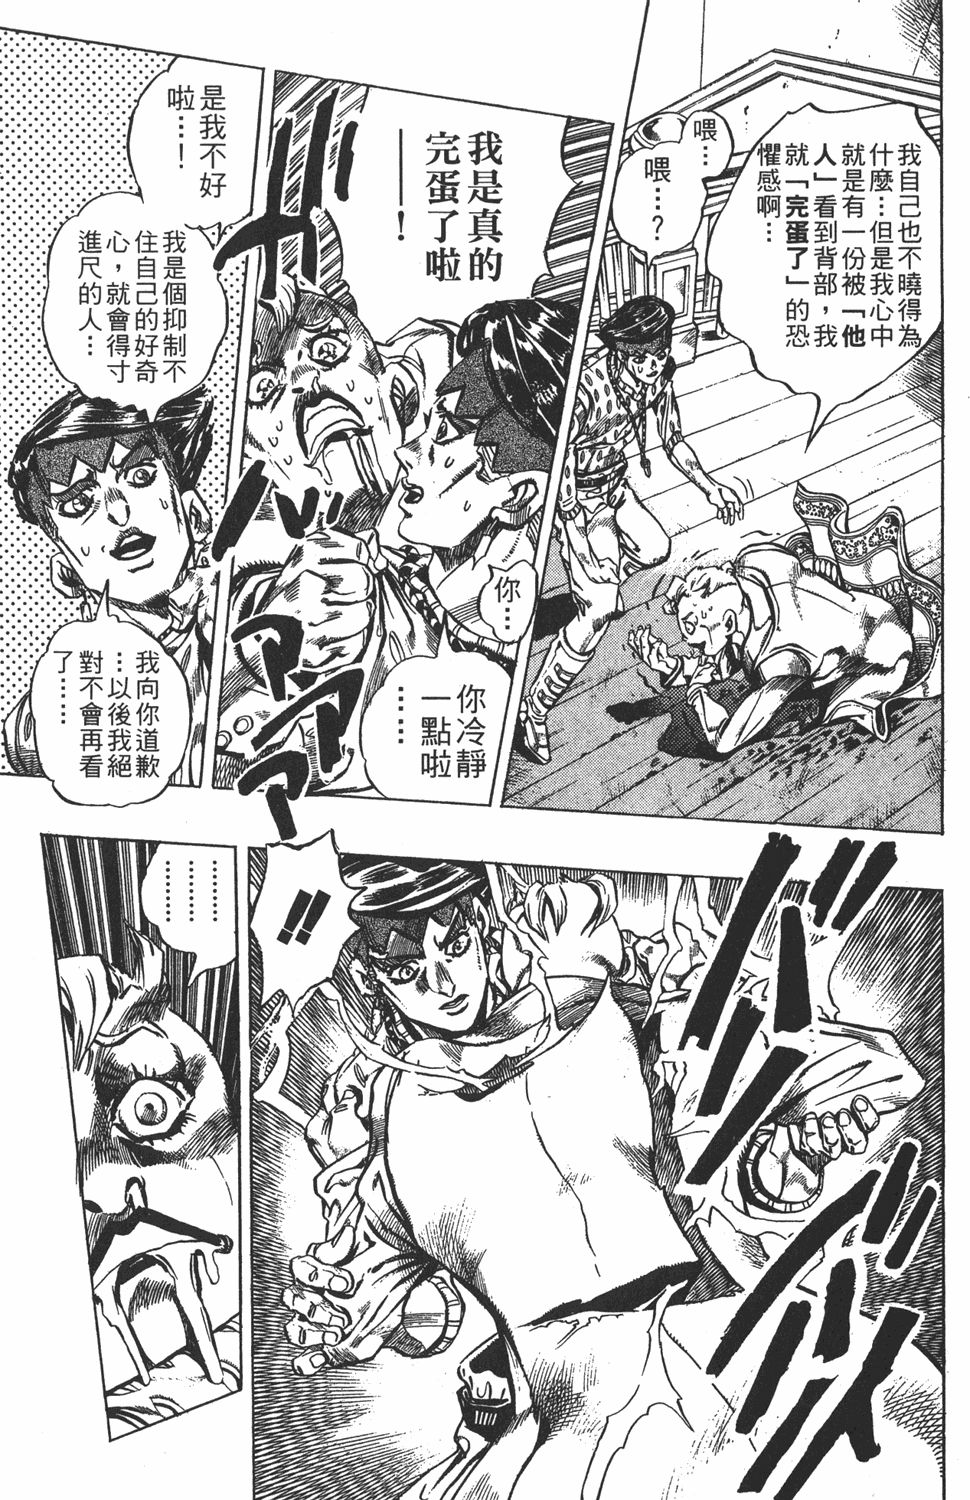 喂…
喂…?
我自己也不曉得為
什麼…但是我心中
就是有一份被「他
人」看到背部，我
就「完蛋了」的恐
懼感啊…
我是真的
完蛋了啦
——!
你…
你冷靜
一點啦
……
是我不好
啦…!
我是個抑制不
住自己的好奇
心，就會得寸
進尺的人…
我向你道歉
…以後我絕
對不會再看
了……
!!
………
………